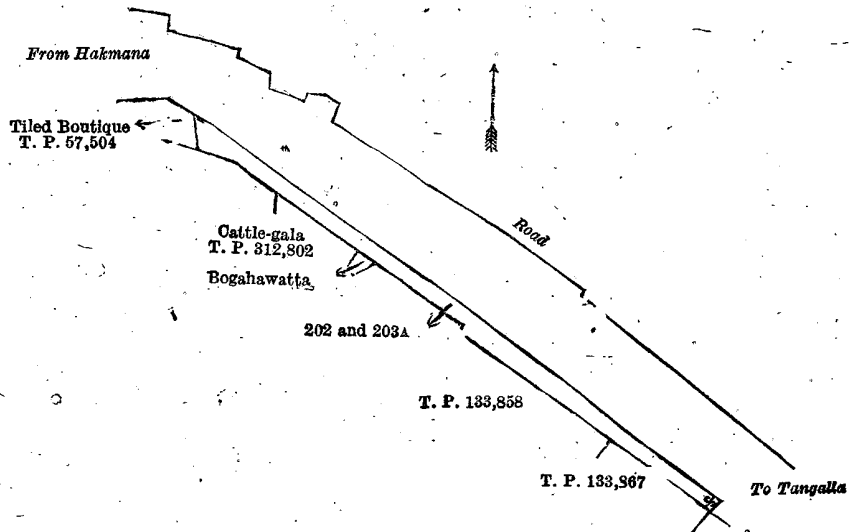 From Hakmana
Tiled Boutique
T. P. 57,504
Road
Cattle-gala
T. P. 312,802
Bogahawatta
202 and 203A
T. P. 133,858
T. P. 133,867
To Tangalla